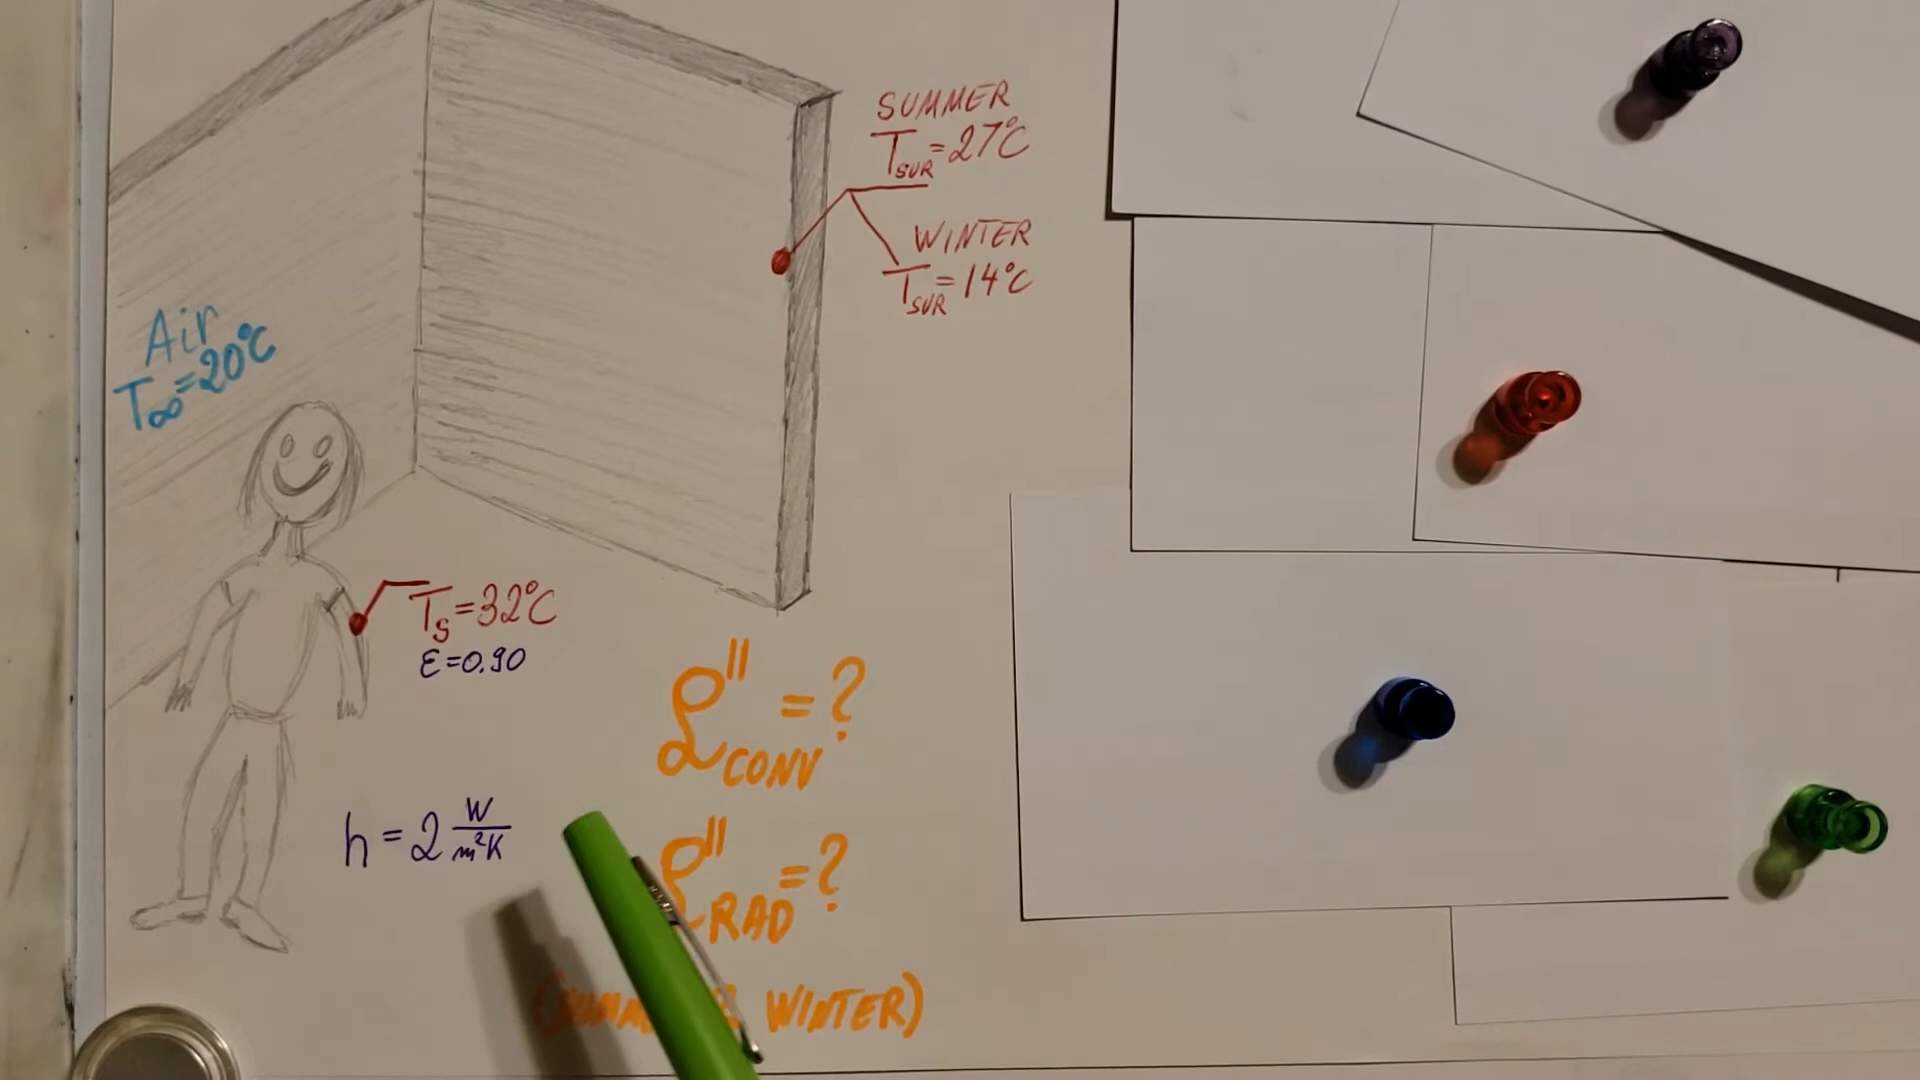 SUMMER
T_SUR = 27°C
WINTER
T_SUR = 14°C
Air
T∞ = 20°C
T_S = 32°C
ε = 0.90
h = 2 W/m²K
q''_CONV = ?
q''_RAD = ?
WINTER)